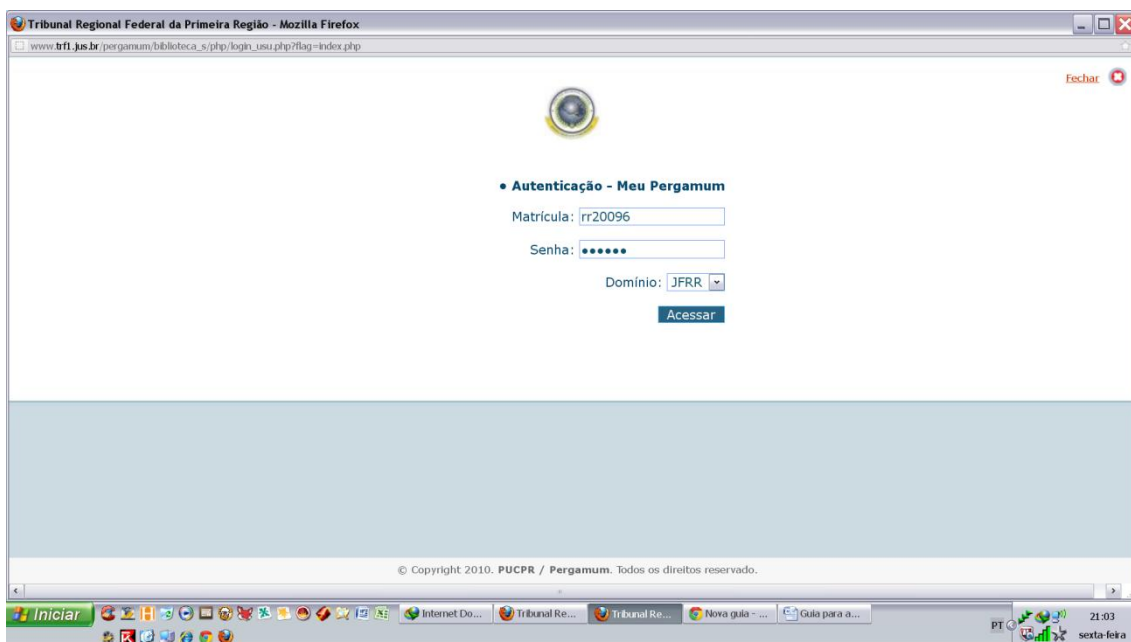 Tribunal Regional Federal da Primeira Região - Mozilla Firefox
www.trf1.jus.br/pergamum/biblioteca_s/php/login_usu.php?flag=index.php
Fechar
• Autenticação - Meu Pergamum
Matrícula: rr20096
Senha: ••••••
Domínio: JFRR
Acessar
© Copyright 2010. PUCPR / Pergamum. Todos os direitos reservado.
Iniciar Internet Do... Tribunal Re... Tribunal Re... Nova guia - ... Guia para a... PT 21:03
sexta-feira